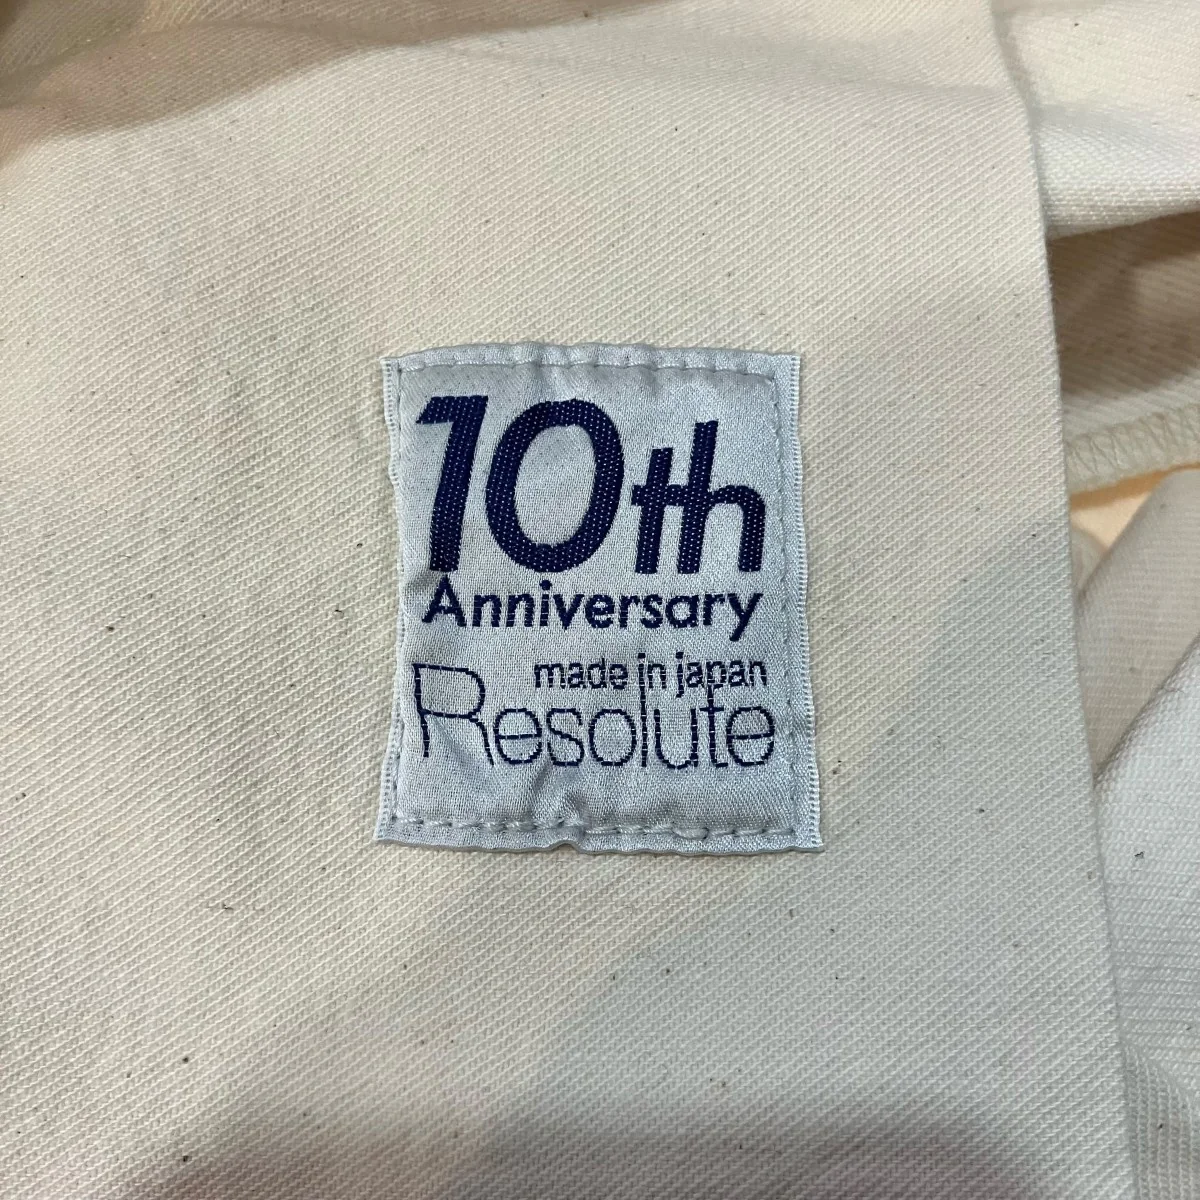 10th
Anniversary
made in japan
Resolute